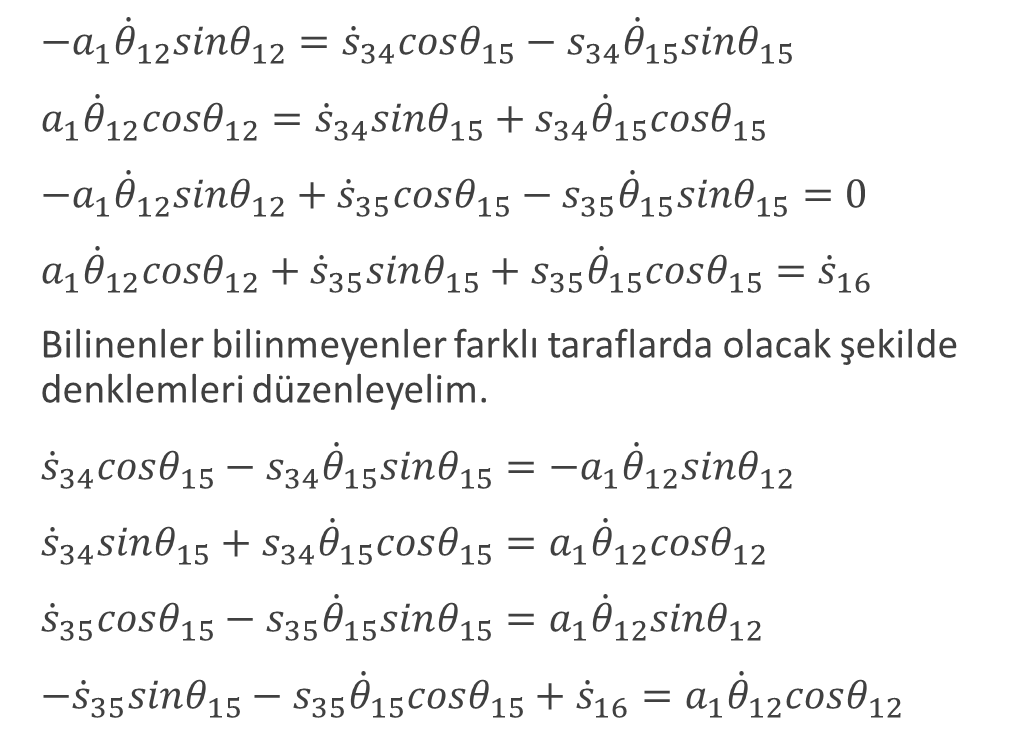 −a₁θ̇₁₂sinθ₁₂ = ṡ₃₄cosθ₁₅ − s₃₄θ̇₁₅sinθ₁₅
a₁θ̇₁₂cosθ₁₂ = ṡ₃₄sinθ₁₅ + s₃₄θ̇₁₅cosθ₁₅
−a₁θ̇₁₂sinθ₁₂ + ṡ₃₅cosθ₁₅ − s₃₅θ̇₁₅sinθ₁₅ = 0
a₁θ̇₁₂cosθ₁₂ + ṡ₃₅sinθ₁₅ + s₃₅θ̇₁₅cosθ₁₅ = ṡ₁₆
Bilinenler bilinmeyenler farklı taraflarda olacak şekilde
denklemleri düzenleyelim.
ṡ₃₄cosθ₁₅ − s₃₄θ̇₁₅sinθ₁₅ = −a₁θ̇₁₂sinθ₁₂
ṡ₃₄sinθ₁₅ + s₃₄θ̇₁₅cosθ₁₅ = a₁θ̇₁₂cosθ₁₂
ṡ₃₅cosθ₁₅ − s₃₅θ̇₁₅sinθ₁₅ = a₁θ̇₁₂sinθ₁₂
−ṡ₃₅sinθ₁₅ − s₃₅θ̇₁₅cosθ₁₅ + ṡ₁₆ = a₁θ̇₁₂cosθ₁₂